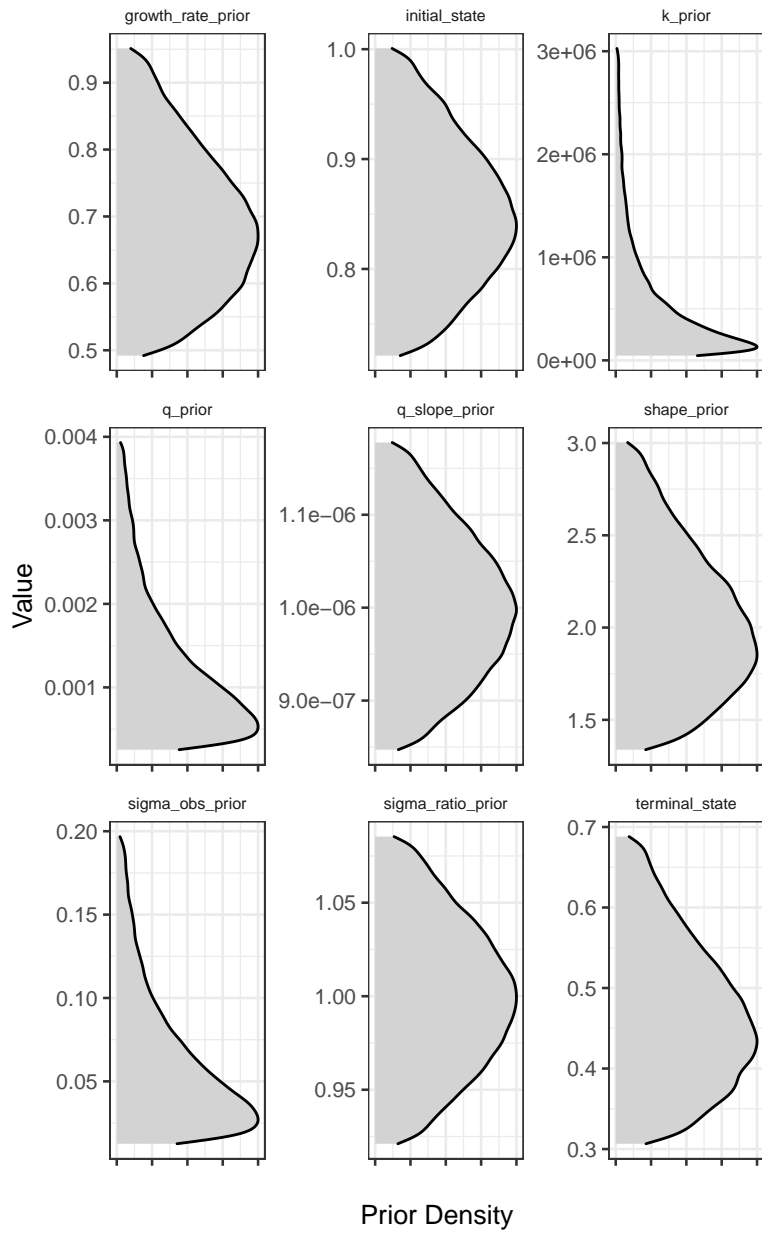 growth_rate_prior
initial_state
k_prior
0.9
0.8
0.7
0.6
0.5
1.0
0.9
0.8
3e+06
2e+06
1e+06
0e+00
q_prior
q_slope_prior
shape_prior
0.004
0.003
0.002
0.001
1.1e−06
1.0e−06
9.0e−07
3.0
2.5
2.0
1.5
Value
sigma_obs_prior
sigma_ratio_prior
terminal_state
0.20
0.15
0.10
0.05
1.05
1.00
0.95
0.7
0.6
0.5
0.4
0.3
Prior Density